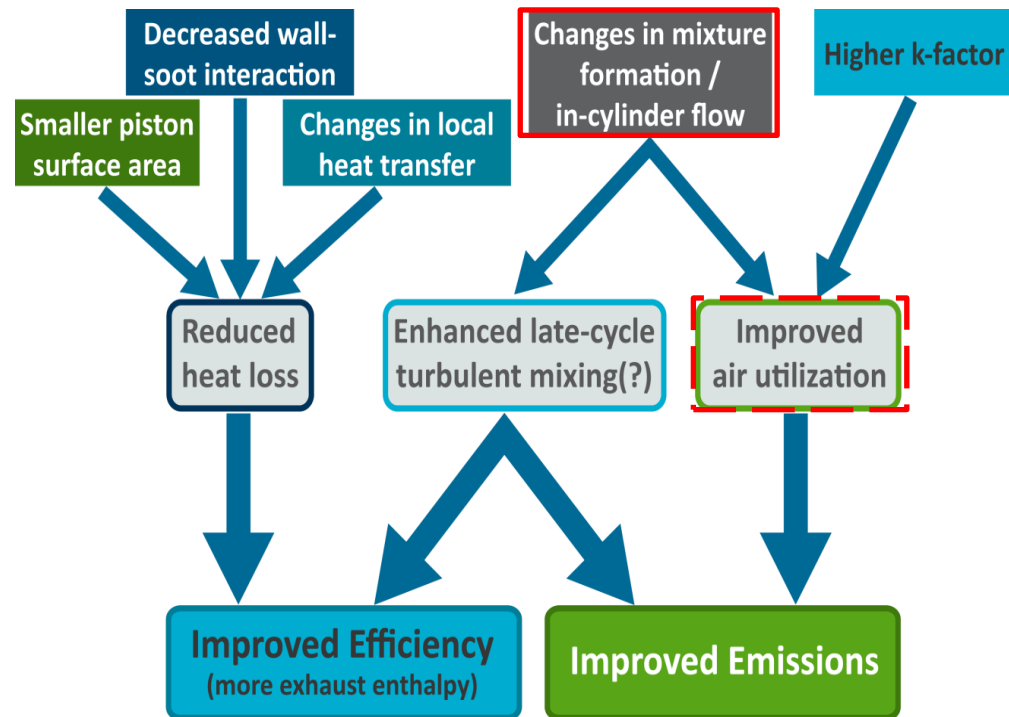 Decreased wall-
soot interaction
Changes in mixture
formation /
in-cylinder flow
Higher k-factor
Smaller piston
surface area
Changes in local
heat transfer
Reduced
heat loss
Enhanced late-cycle
turbulent mixing(?)
Improved
air utilization
Improved Efficiency
(more exhaust enthalpy)
Improved Emissions